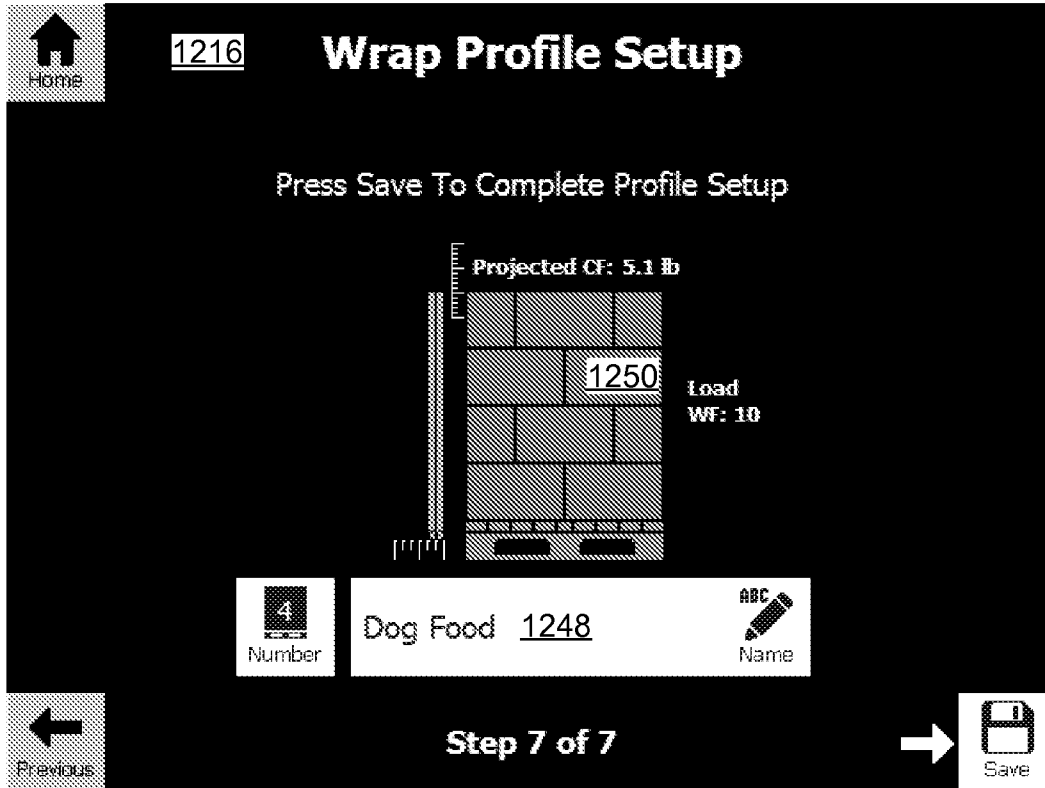 Home
1216
Wrap Profile Setup
Press Save To Complete Profile Setup
Projected CF: 5.1 lb
1250
Load
WF: 10
4
Number
Dog Food
1248
ABC
Name
Previous
Step 7 of 7
Save